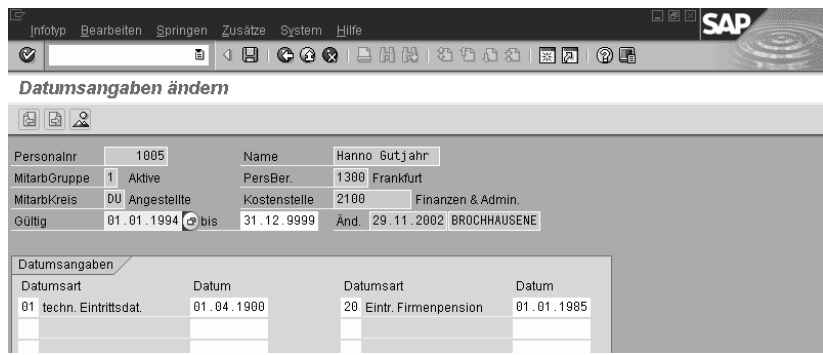 Infotyp Bearbeiten Springen Zusätze System Hilfe
SAP
Datumsangaben ändern
Personalnr 1005 Name Hanno Gutjahr
MitarbGruppe 1 Aktive PersBer. 1300 Frankfurt
MitarbKreis DU Angestellte Kostenstelle 2100 Finanzen & Admin.
Gültig 01.01.1994 bis 31.12.9999 Änd. 29.11.2002 BROCHHAUSENE
Datumsangaben
Datumsart Datum Datumsart Datum
01 techn. Eintrittsdat. 01.04.1900 20 Eintr. Firmenpension 01.01.1985